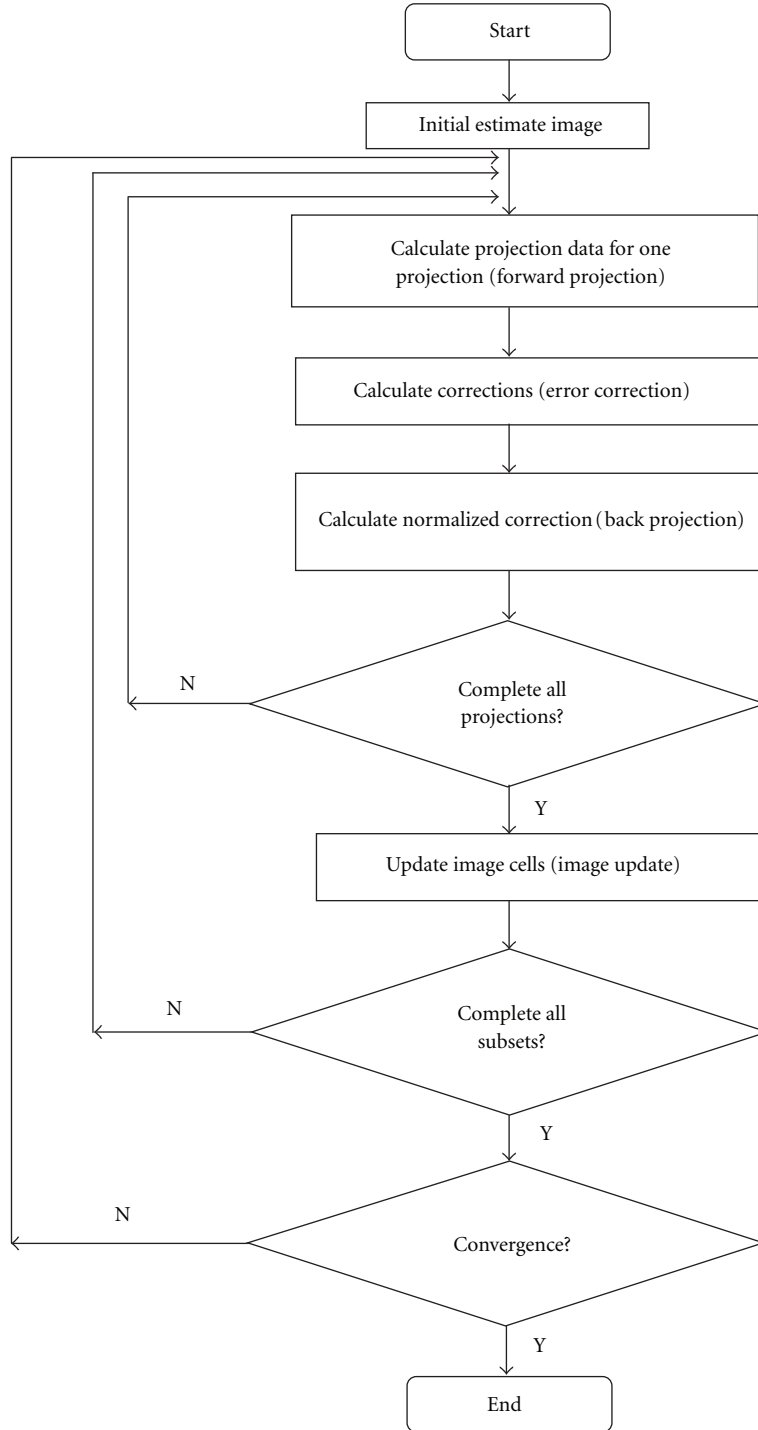 Start
Initial estimate image
Calculate projection data for one
projection (forward projection)
Calculate corrections (error correction)
Calculate normalized correction (back projection)
N
Complete all
projections?
Y
Update image cells (image update)
N
Complete all
subsets?
Y
N
Convergence?
Y
End